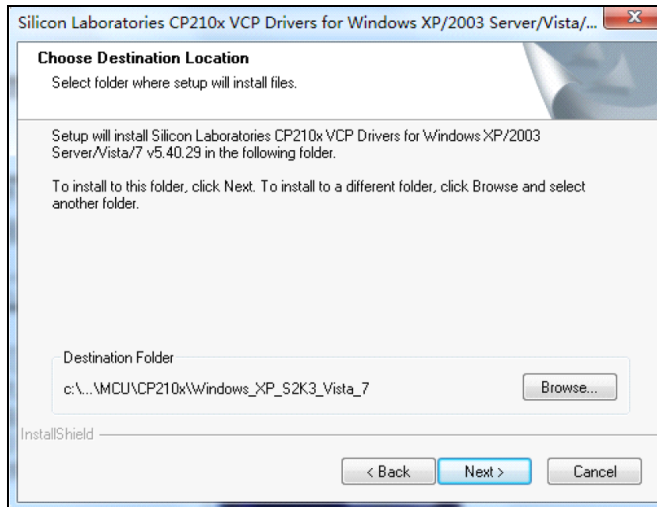 Silicon Laboratories CP210x VCP Drivers for Windows XP/2003 Server/Vista/...
Choose Destination Location
Select folder where setup will install files.
Setup will install Silicon Laboratories CP210x VCP Drivers for Windows XP/2003
Server/Vista/7 v5.40.29 in the following folder.
To install to this folder, click Next. To install to a different folder, click Browse and select
another folder.
Destination Folder
c:\...\MCU\CP210x\Windows_XP_S2K3_Vista_7
Browse...
InstallShield
< Back
Next >
Cancel